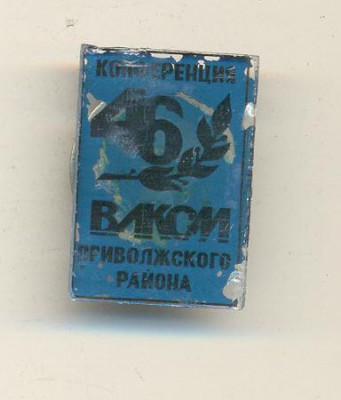 КОНФЕРЕНЦИЯ
46
ВЛКСМ
ПРИВОЛЖСКОГО
РАЙОНА